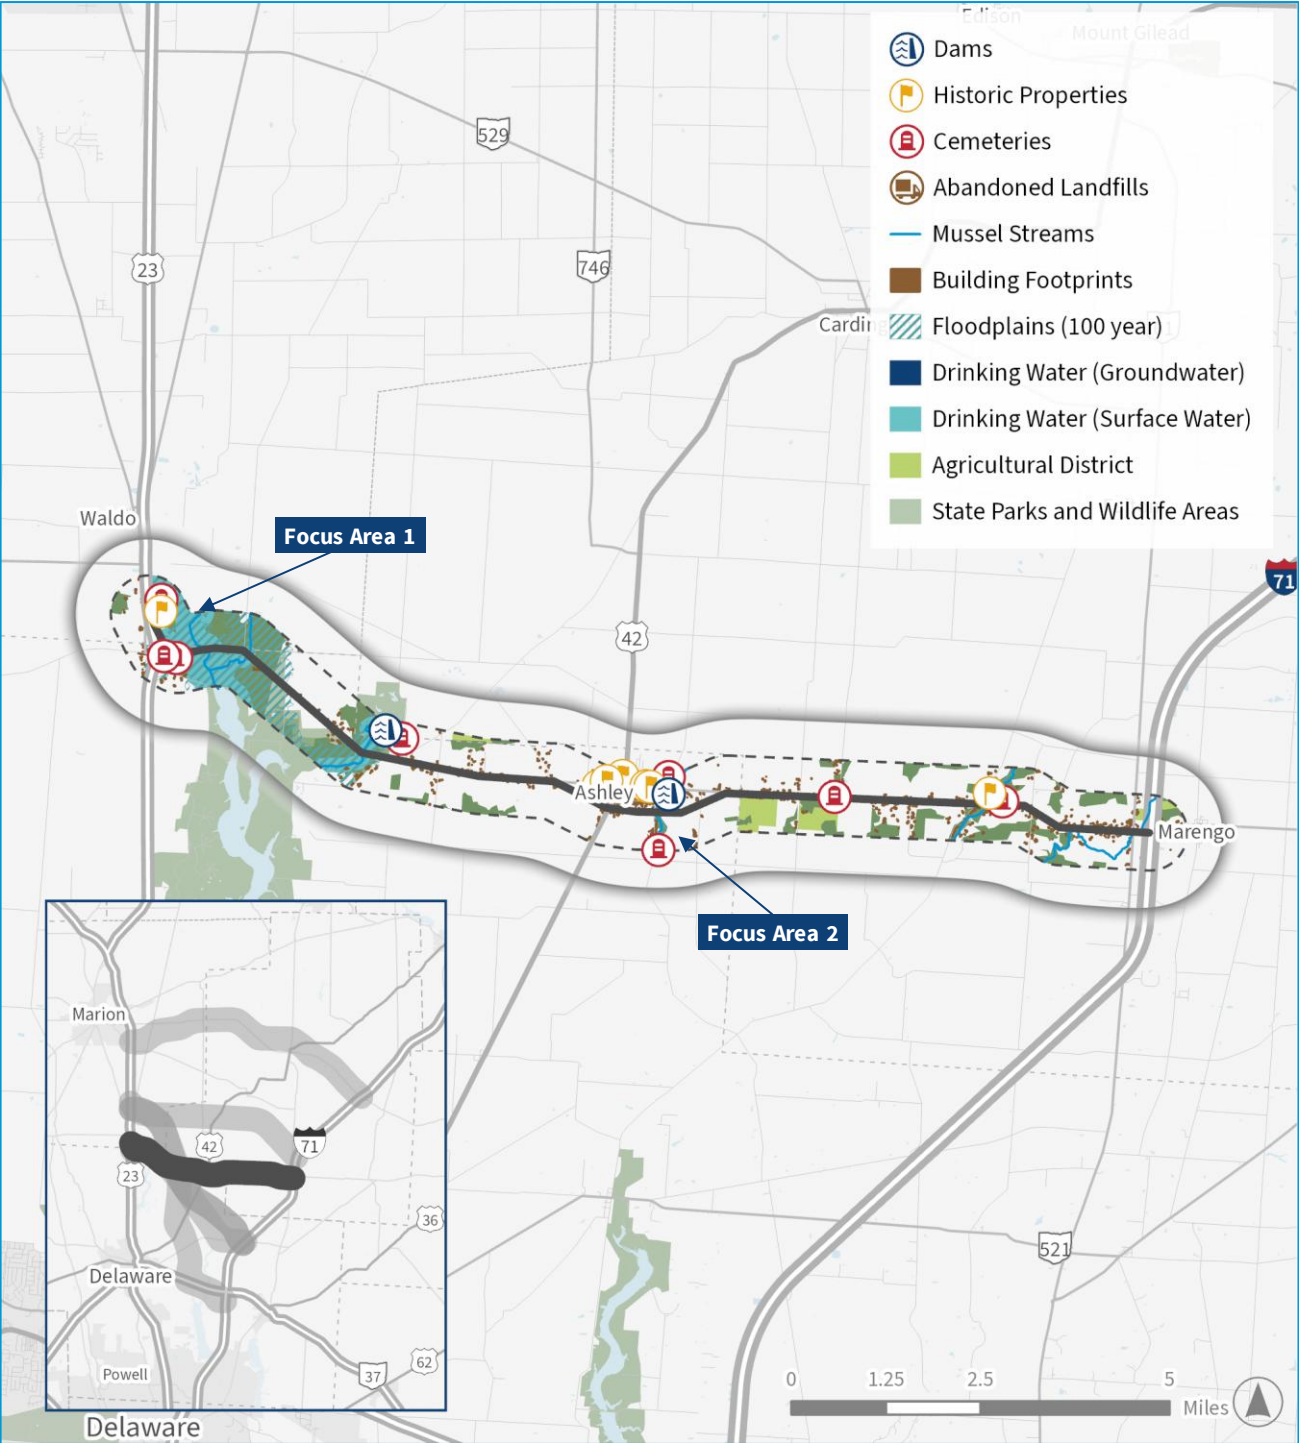 Edison
Mount Gilead
Dams
Historic Properties
Cemeteries
Abandoned Landfills
Mussel Streams
Building Footprints
Floodplains (100 year)
Drinking Water (Groundwater)
Drinking Water (Surface Water)
Agricultural District
State Parks and Wildlife Areas
529
23
746
Carding
Waldo
Focus Area 1
71
42
Ashley
Marengo
Focus Area 2
Marion
42
71
23
36
Delaware
521
62
Powell
37
0 1.25 2.5 5
Miles
Delaware